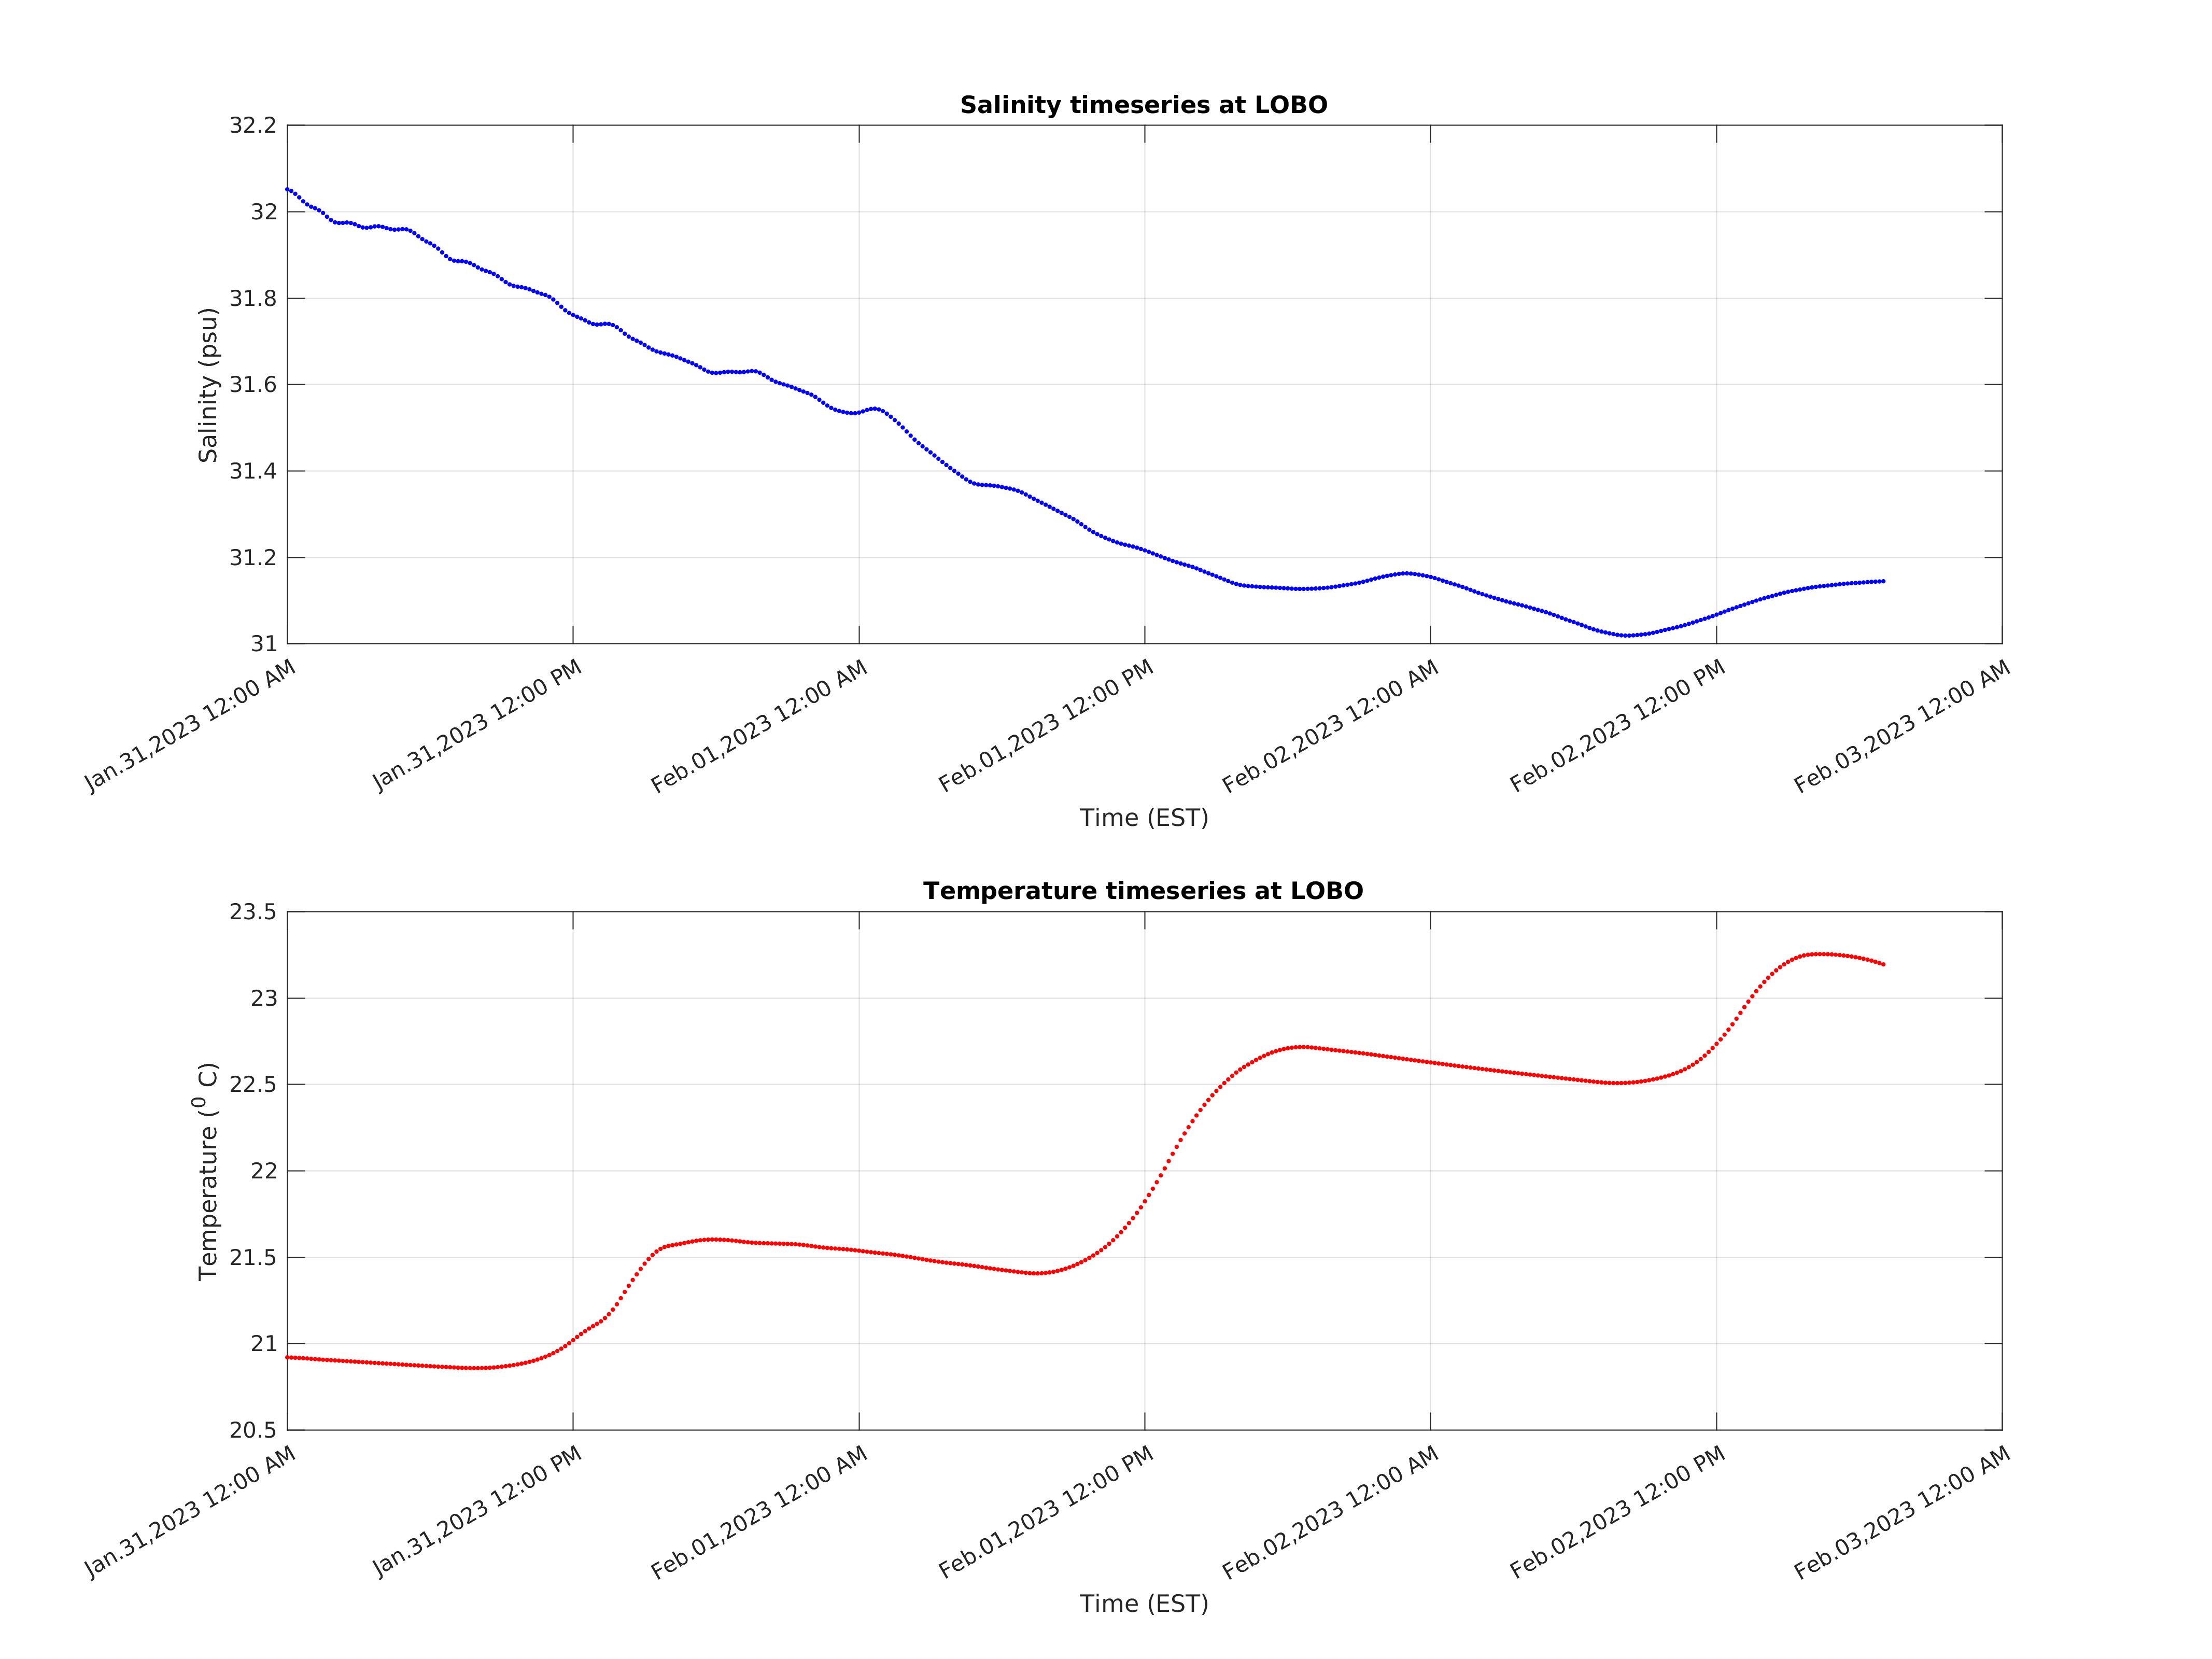 Salinity timeseries at LOBO
32.2
32
31.8
31.6
31.4
31.2
31
Salinity (psu)
Jan.31,2023 12:00 AM
Jan.31,2023 12:00 PM
Feb.01,2023 12:00 AM
Feb.01,2023 12:00 PM
Feb.02,2023 12:00 AM
Feb.02,2023 12:00 PM
Feb.03,2023 12:00 AM
Time (EST)
Temperature timeseries at LOBO
23.5
23
22.5
22
21.5
21
20.5
Temperature (⁰ C)
Jan.31,2023 12:00 AM
Jan.31,2023 12:00 PM
Feb.01,2023 12:00 AM
Feb.01,2023 12:00 PM
Feb.02,2023 12:00 AM
Feb.02,2023 12:00 PM
Feb.03,2023 12:00 AM
Time (EST)